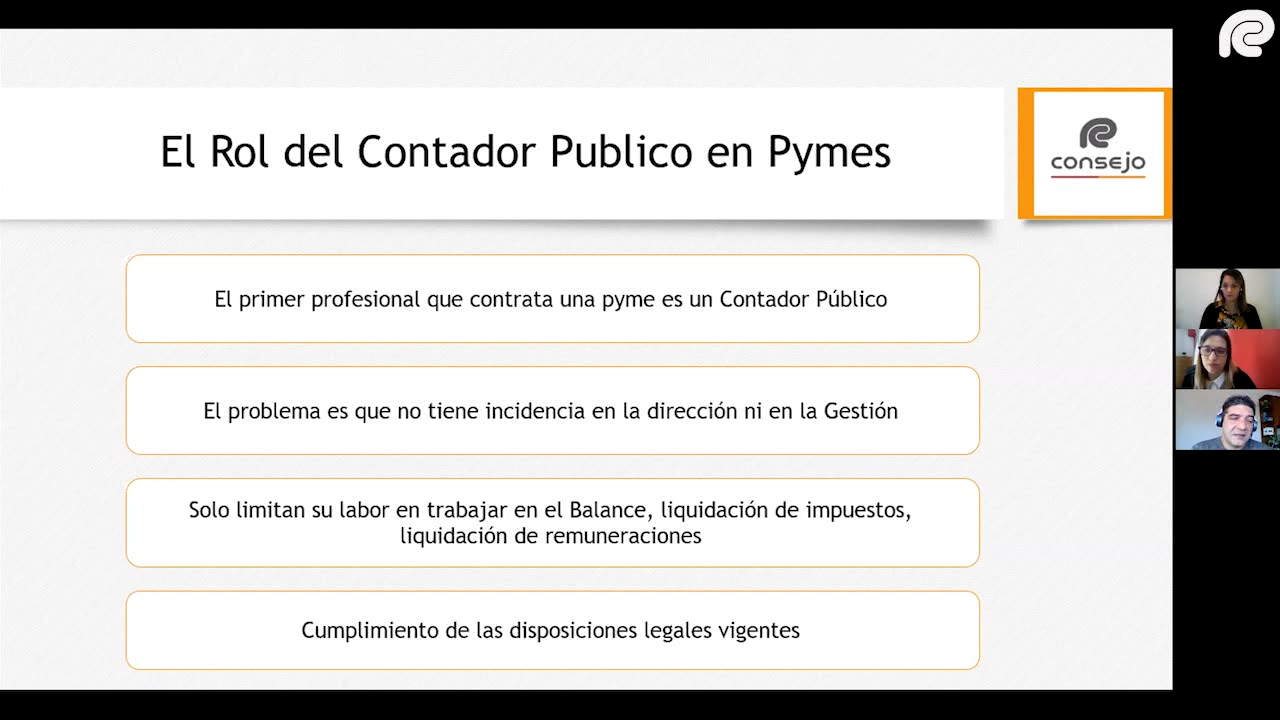 El Rol del Contador Publico en Pymes
consejo
El primer profesional que contrata una pyme es un Contador Público
El problema es que no tiene incidencia en la dirección ni en la Gestión
Solo limitan su labor en trabajar en el Balance, liquidación de impuestos,
liquidación de remuneraciones
Cumplimiento de las disposiciones legales vigentes